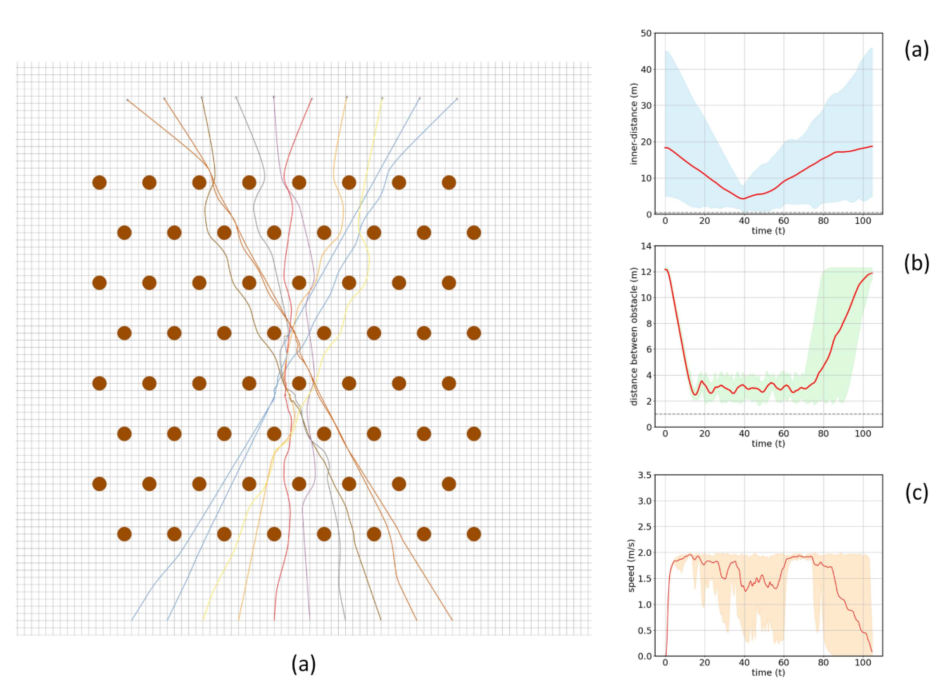 (a)
50
40
30
20
10
0
inner-distance (m)
0 20 40 60 80 100
time (t)
(a)
14
12
10
8
6
4
2
0
distance between obstacle (m)
0 20 40 60 80 100
time (t)
(b)
3.5
3.0
2.5
2.0
1.5
1.0
0.5
0.0
speed (m/s)
0 20 40 60 80 100
time (t)
(c)